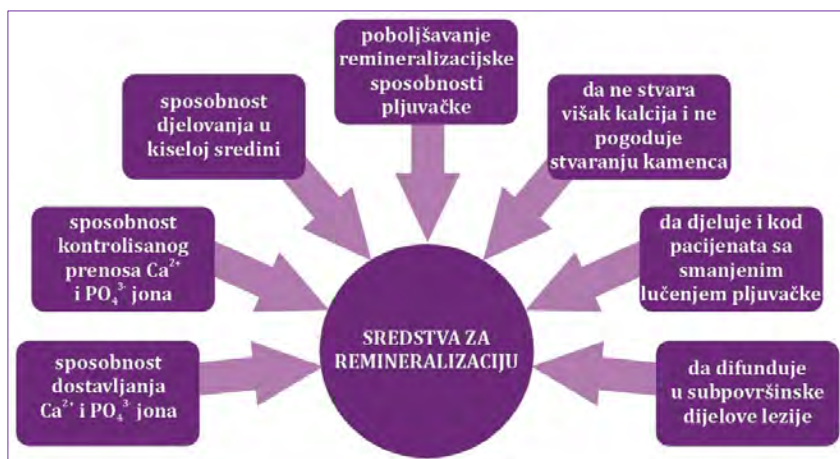 poboljšavanje
remineralizacijske
sposobnosti
pljuvačke
sposobnost
djelovanja u
kiseloj sredini
da ne stvara
višak kalcija i ne
pogoduje
stvaranju kamenca
sposobnost
kontrolisanog
prenosa Ca²⁺
i PO₄³⁻ jona
da djeluje i kod
pacijenata sa
smanjenim
lučenjem pljuvačke
SREDSTVA ZA
REMINERALIZACIJU
sposobnost
dostavljanja
Ca²⁺ i PO₄³⁻ jona
da difunduje
u subpovršinske
dijelove lezije